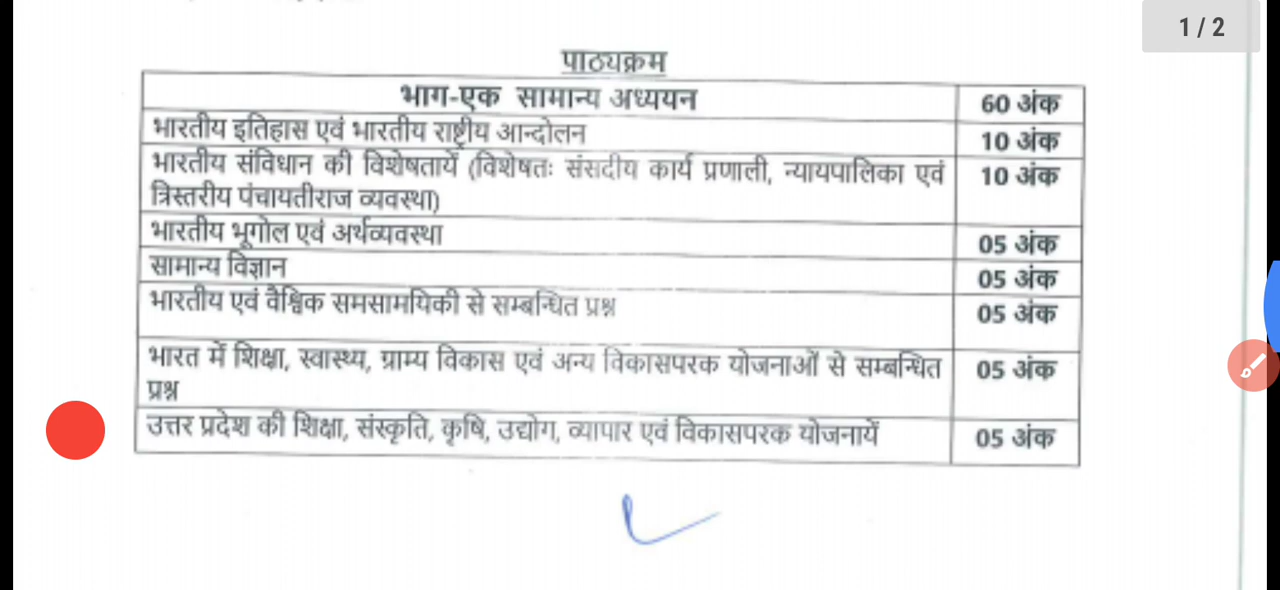 1 / 2
पाठ्यक्रम
भाग-एक सामान्य अध्ययन 60 अंक
भारतीय इतिहास एवं भारतीय राष्ट्रीय आन्दोलन 10 अंक
भारतीय संविधान की विशेषतायें (विशेषतः संसदीय कार्य प्रणाली, न्यायपालिका एवं 10 अंक
त्रिस्तरीय पंचायतीराज व्यवस्था)
भारतीय भूगोल एवं अर्थव्यवस्था 05 अंक
सामान्य विज्ञान 05 अंक
भारतीय एवं वैश्विक समसामयिकी से सम्बन्धित प्रश्न 05 अंक
भारत में शिक्षा, स्वास्थ्य, ग्राम्य विकास एवं अन्य विकासपरक योजनाओं से सम्बन्धित 05 अंक
प्रश्न
उत्तर प्रदेश की शिक्षा, संस्कृति, कृषि, उद्योग, व्यापार एवं विकासपरक योजनायें 05 अंक